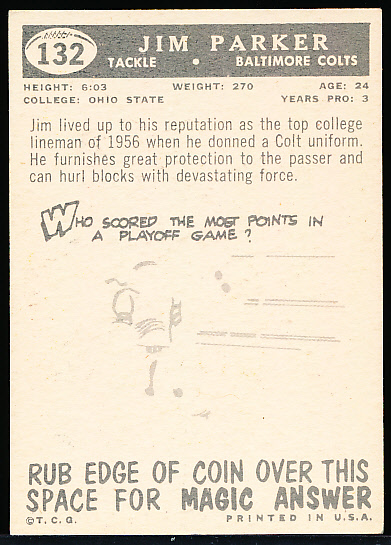 132
JIM PARKER
TACKLE • BALTIMORE COLTS
HEIGHT: 6:03 WEIGHT: 270 AGE: 24
COLLEGE: OHIO STATE YEARS PRO: 3
Jim lived up to his reputation as the top college
lineman of 1956 when he donned a Colt uniform.
He furnishes great protection to the passer and
can hurl blocks with devastating force.
WHO SCORED THE MOST POINTS IN
A PLAYOFF GAME?
RUB EDGE OF COIN OVER THIS
SPACE FOR MAGIC ANSWER
©T.C.G. PRINTED IN U.S.A.